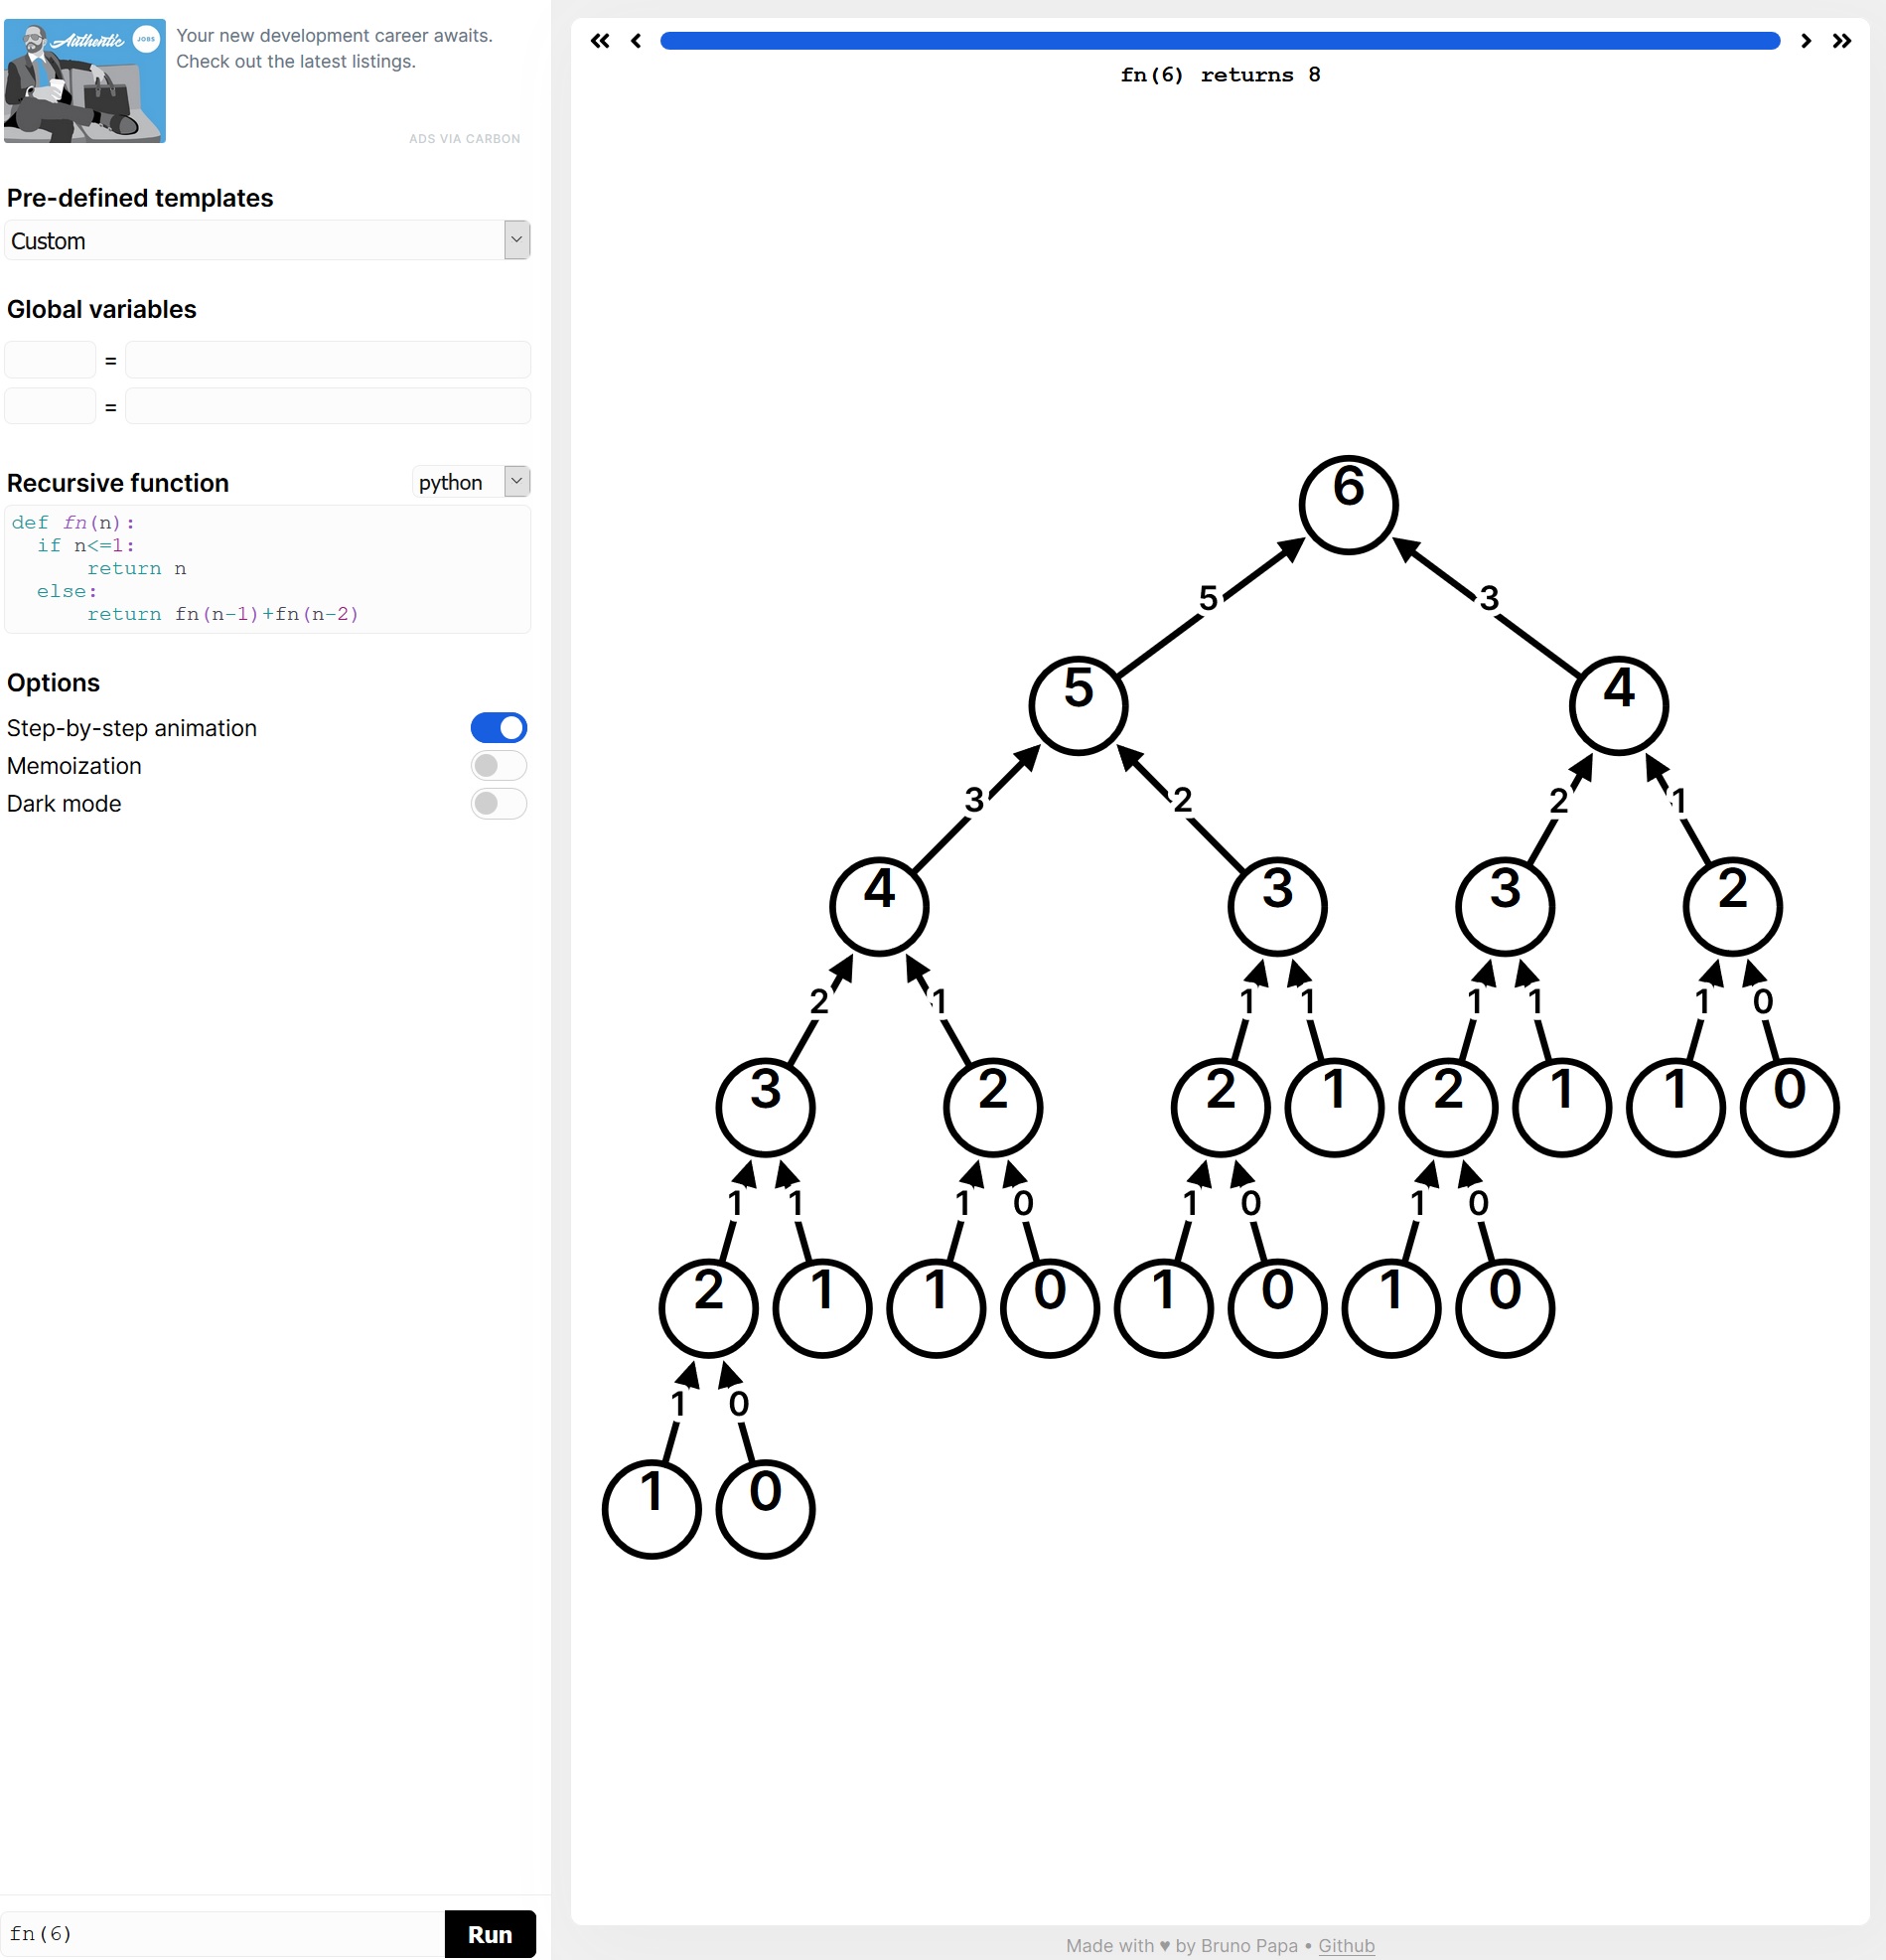 Authentic JOBS
Your new development career awaits.
Check out the latest listings.
ADS VIA CARBON
Pre-defined templates
Custom
Global variables
=
=
Recursive function
python
def fn(n):
if n<=1:
return n
else:
return fn(n-1)+fn(n-2)
Options
Step-by-step animation
Memoization
Dark mode
fn(6)
Run
fn(6) returns 8
6
5 3
5 4
3 2 2 1
4 3 3 2
2 1 1 1 1 1 1 0
3 2 2 1 2 1 1 0
1 1 1 0 1 0 1 0
2 1 1 0 1 0 1 0
1 0
1 0
Made with ♥ by Bruno Papa • Github